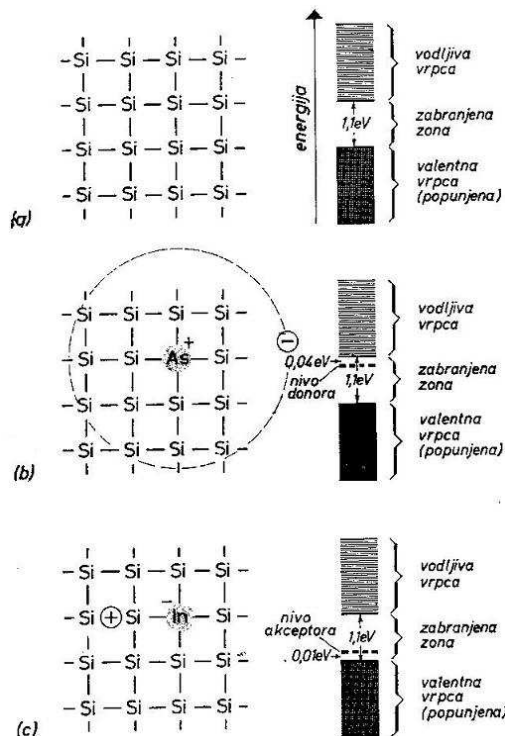 - Si - Si - Si - Si -
- Si - Si - Si - Si -
- Si - Si - Si - Si -
- Si - Si - Si - Si -
(a)
energija
1,1eV
vodljiva
vrpca
zabranjena
zona
valentna
vrpca
(popunjena)
- Si - Si - Si - Si -
- Si - Si - As + - Si -
- Si - Si - Si - Si -
- Si - Si - Si - Si -
−
(b)
0,04eV
nivo
donora
1,1eV
vodljiva
vrpca
zabranjena
zona
valentna
vrpca
(popunjena)
- Si - Si - Si - Si -
- Si + Si - In − - Si -
- Si - Si - Si - Si -
- Si - Si - Si - Si -
(c)
nivo
akceptora
0,01eV
1,1eV
vodljiva
vrpca
zabranjena
zona
valentna
vrpca
(popunjena)